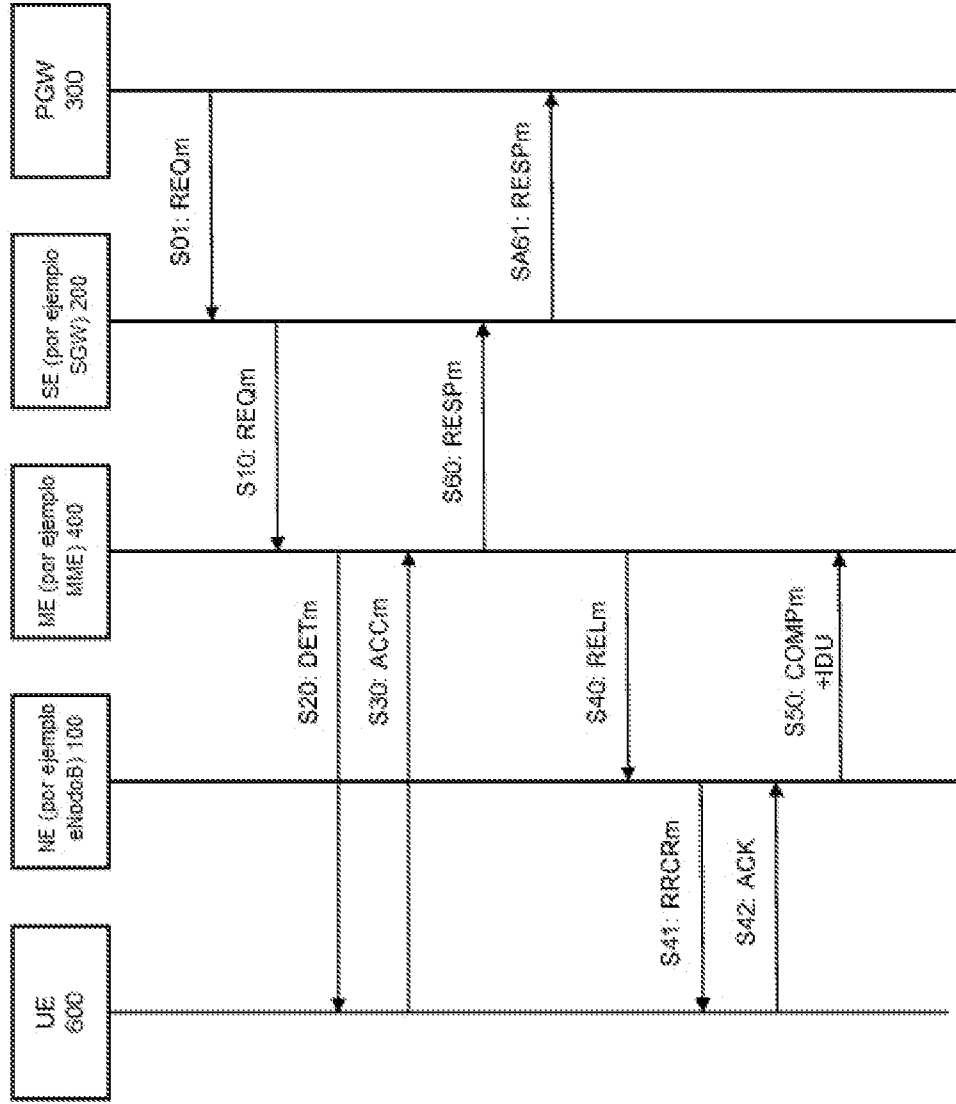 UE
600
NE (por ejemplo
eNodoB) 100
ME (por ejemplo
MME) 400
SE (por ejemplo
SGW) 200
PGW
300
S01: REQm
S10: REQm
S20: DETm
S30: ACCm
S60: RESPm
SA61: RESPm
S40: RELm
S41: RRCRm
S42: ACK
S50: COMPm
+IDU